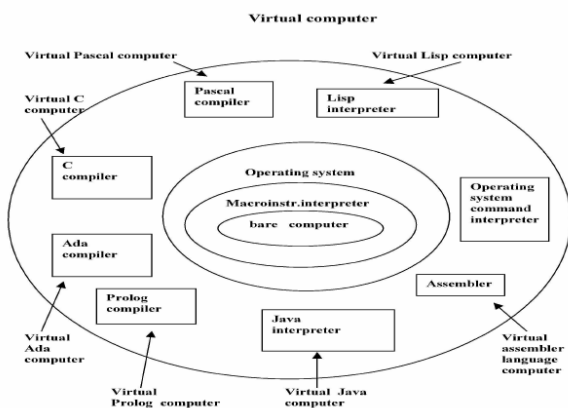 Virtual computer
Virtual Pascal computer
Virtual Lisp computer
Pascal
compiler
Lisp
interpreter
Virtual C
computer
C
compiler
Operating system
Macroinstr.interpreter
bare computer
Operating
system
command
interpreter
Ada
compiler
Assembler
Prolog
compiler
Java
interpreter
Virtual
Ada
computer
Virtual
assembler
language
computer
Virtual
Prolog computer
Virtual Java
computer